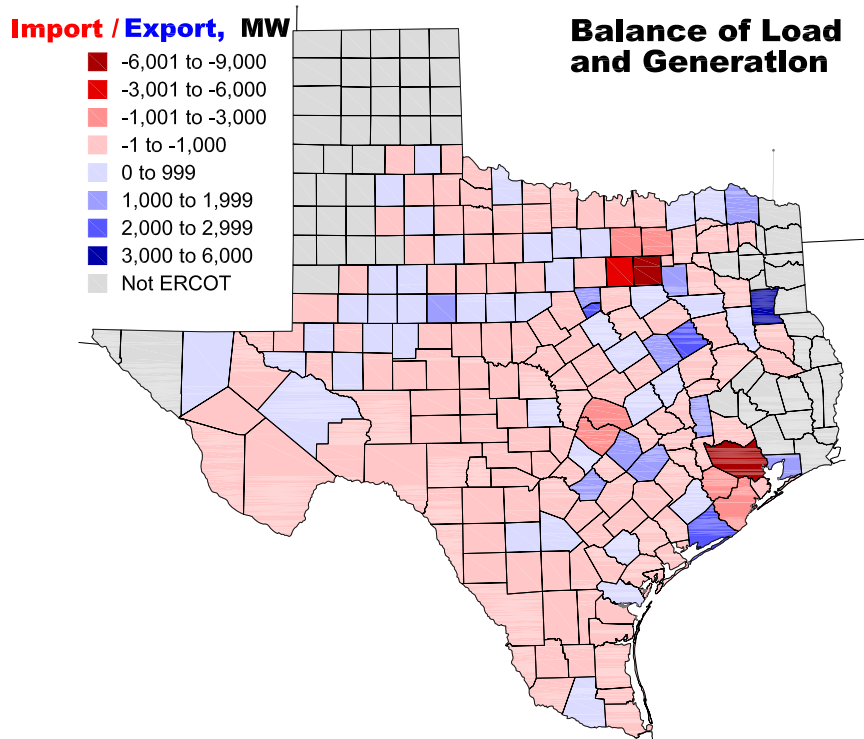 Import / Export, MW
-6,001 to -9,000
-3,001 to -6,000
-1,001 to -3,000
-1 to -1,000
0 to 999
1,000 to 1,999
2,000 to 2,999
3,000 to 6,000
Not ERCOT
Balance of Load
and Generation